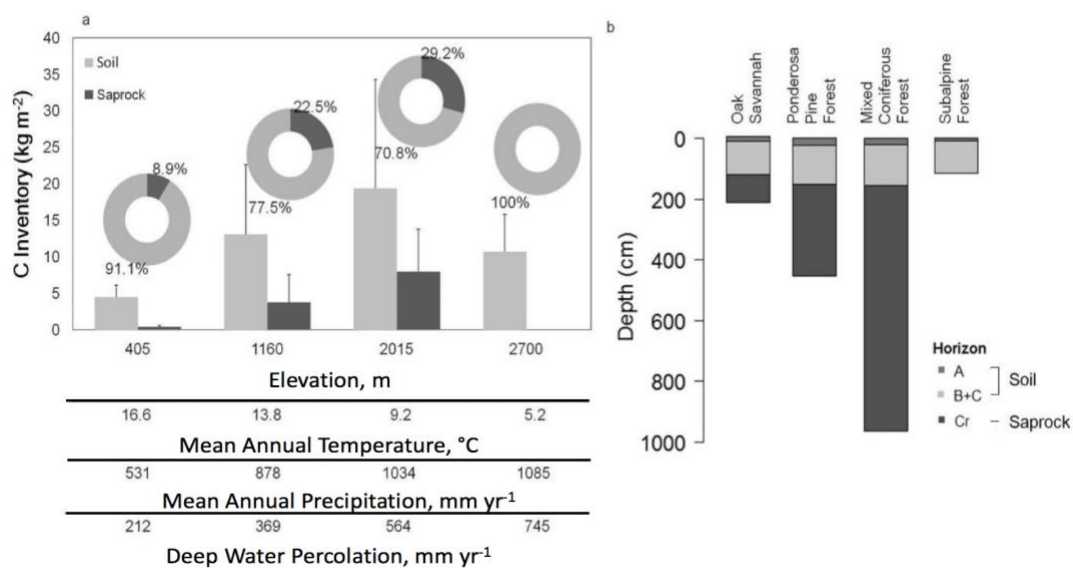 a
C Inventory (kg m-2)
40
35
30
25
20
15
10
5
0
Soil
Saprock
8.9%
91.1%
22.5%
77.5%
29.2%
70.8%
100%
405 1160 2015 2700
Elevation, m
16.6 13.8 9.2 5.2
Mean Annual Temperature, °C
531 878 1034 1085
Mean Annual Precipitation, mm yr-1
212 369 564 745
Deep Water Percolation, mm yr-1
b
Oak
Savannah
Ponderosa
Pine
Forest
Mixed
Coniferous
Forest
Subalpine
Forest
Depth (cm)
0
200
400
600
800
1000
Horizon
A
B+C
Soil
Cr – Saprock